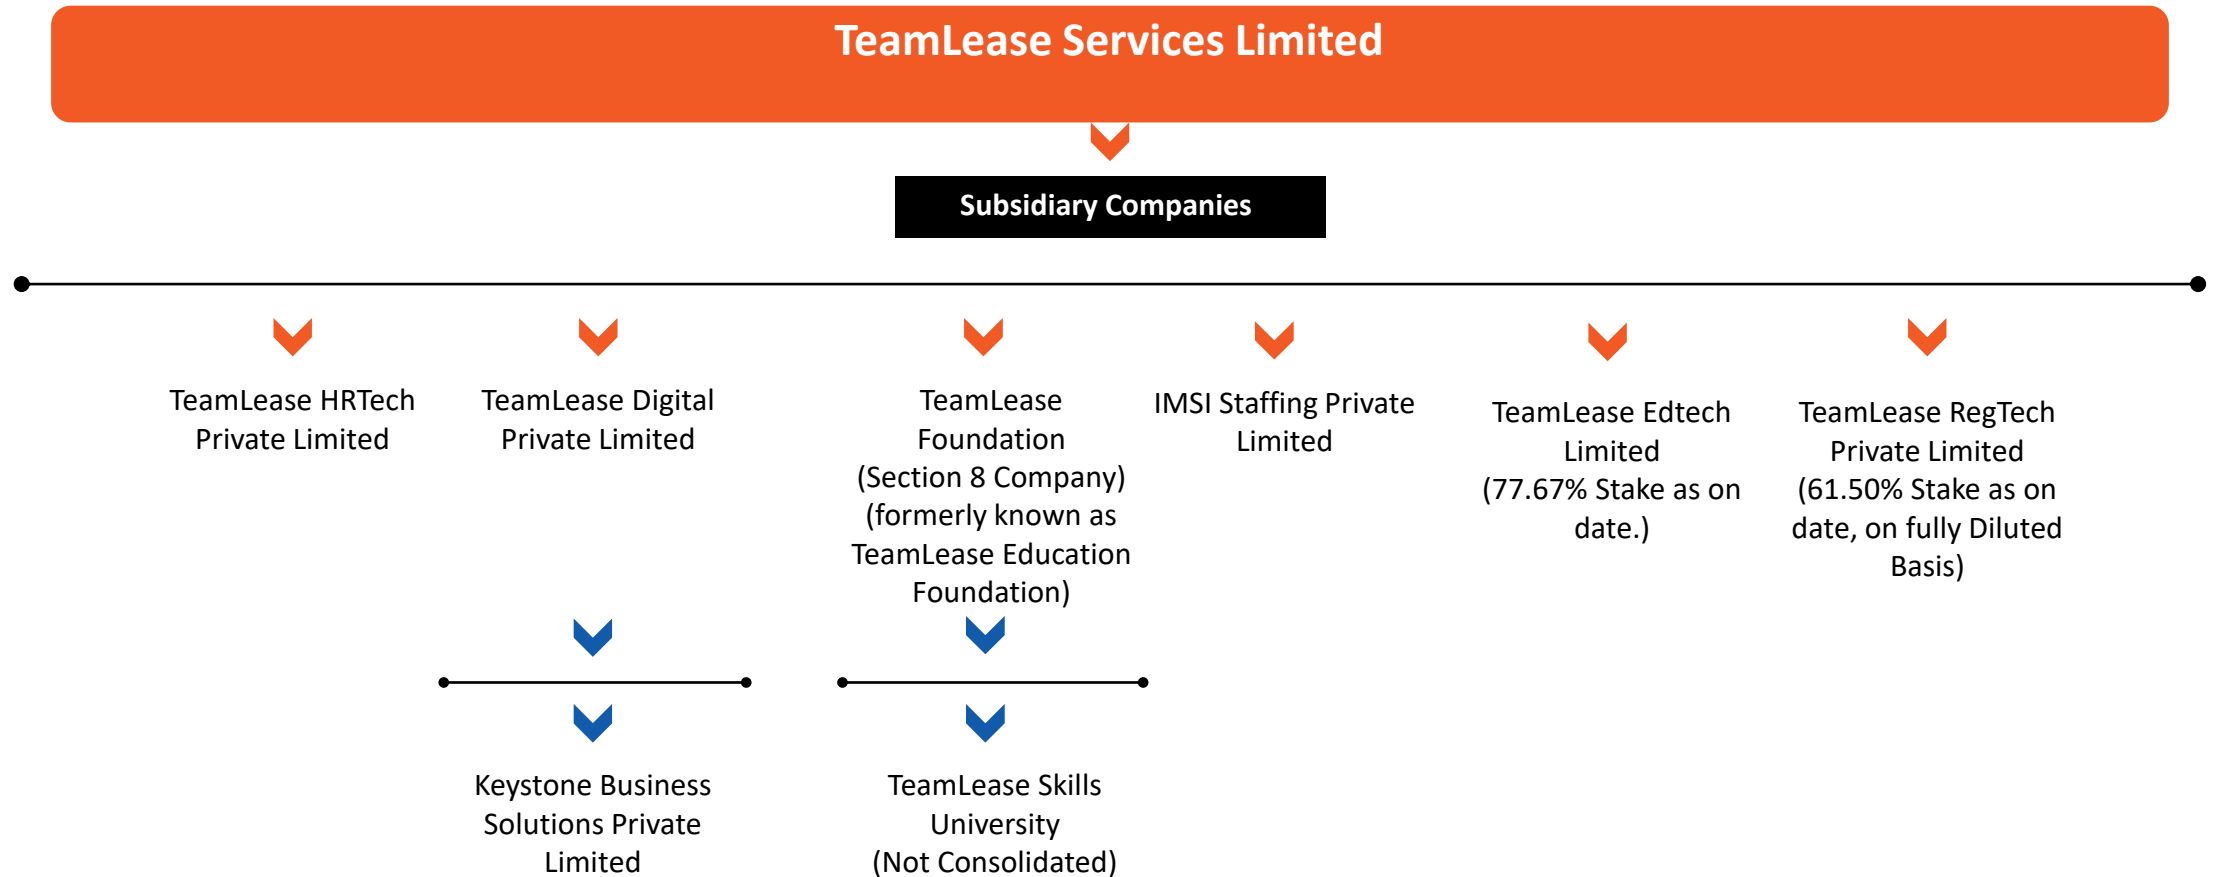 TeamLease Services Limited
Subsidiary Companies
TeamLease HRTech
Private Limited
TeamLease Digital
Private Limited
TeamLease
Foundation
(Section 8 Company)
(formerly known as
TeamLease Education
Foundation)
IMSI Staffing Private
Limited
TeamLease Edtech
Limited
(77.67% Stake as on
date.)
TeamLease RegTech
Private Limited
(61.50% Stake as on
date, on fully Diluted
Basis)
Keystone Business
Solutions Private
Limited
TeamLease Skills
University
(Not Consolidated)